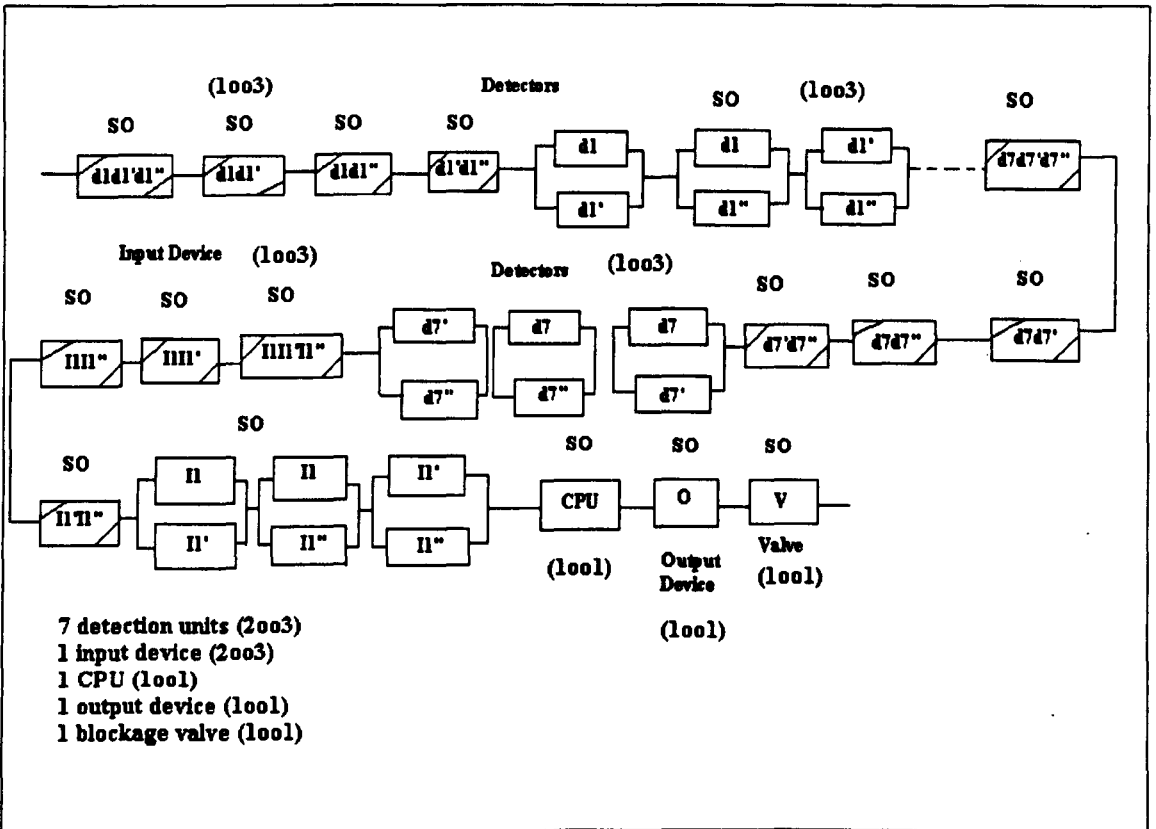 (1oo3) Detectors
SO (1oo3) SO
SO SO SO SO
d1d1'd1" d1d1' d1d1" d1'd1" d1 d1 d1' d7d7'd7"
d1' d1" d1"
Input Device (1oo3) Detectors (1oo3)
SO SO SO SO SO SO
I1I1" I1I1' I1I1'I1" d7' d7 d7 d7'd7" d7d7" d7d7'
d7" d7" d7'
SO
SO SO SO SO
I1'I1" I1 I1 I1' CPU O V
I1' I1" I1"
(1oo1) Output Device Valve (1oo1)
(1oo1)
7 detection units (2oo3)
1 input device (2oo3)
1 CPU (1oo1)
1 output device (1oo1)
1 blockage valve (1oo1)